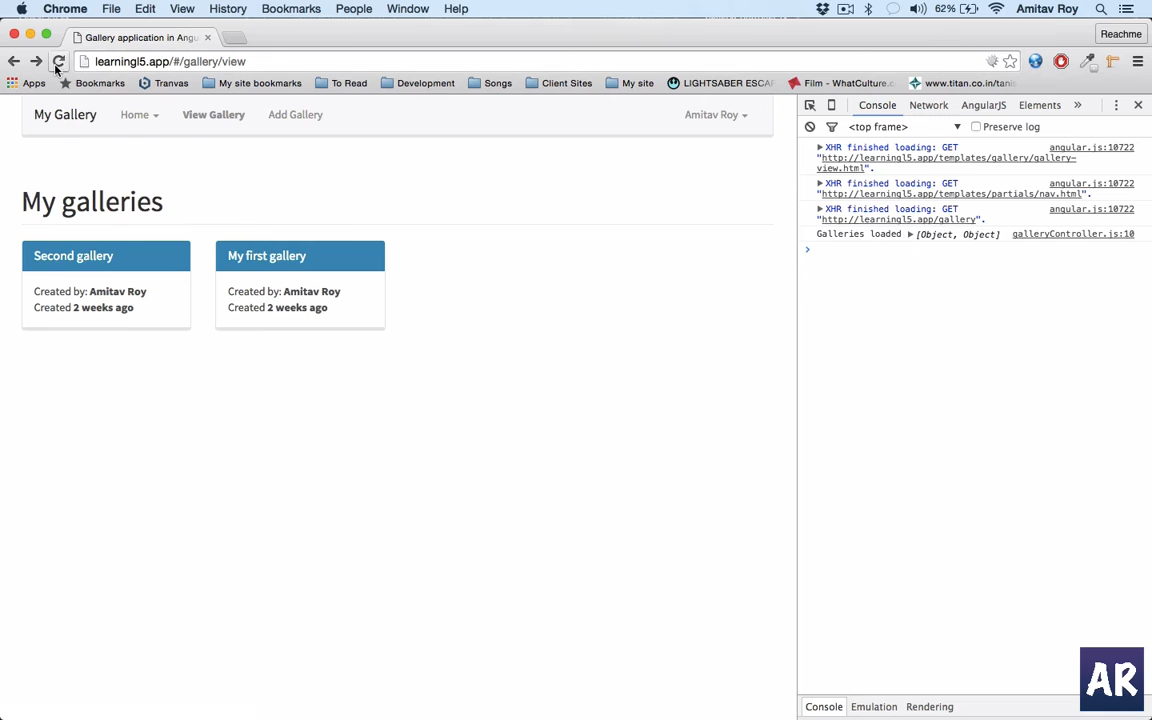 Chrome File Edit View History Bookmarks People Window Help 62% Amitav Roy
Gallery application in Angu Reachme
learningl5.app/#/gallery/view
Apps Bookmarks Tranvas My site bookmarks To Read Development Songs Client Sites My site LIGHTSABER ESCAP Film - WhatCulture.c www.titan.co.in/tani
My Gallery Home View Gallery Add Gallery Amitav Roy
My galleries
Second gallery My first gallery
Created by: Amitav Roy Created by: Amitav Roy
Created 2 weeks ago Created 2 weeks ago
Console Network AngularJS Elements »
<top frame> Preserve log
XHR finished loading: GET angular.js:10722
"http://learningl5.app/templates/gallery/gallery-
view.html".
XHR finished loading: GET angular.js:10722
"http://learningl5.app/templates/partials/nav.html".
XHR finished loading: GET angular.js:10722
"http://learningl5.app/gallery".
Galleries loaded [Object, Object] galleryController.js:10
Console Emulation Rendering
AR